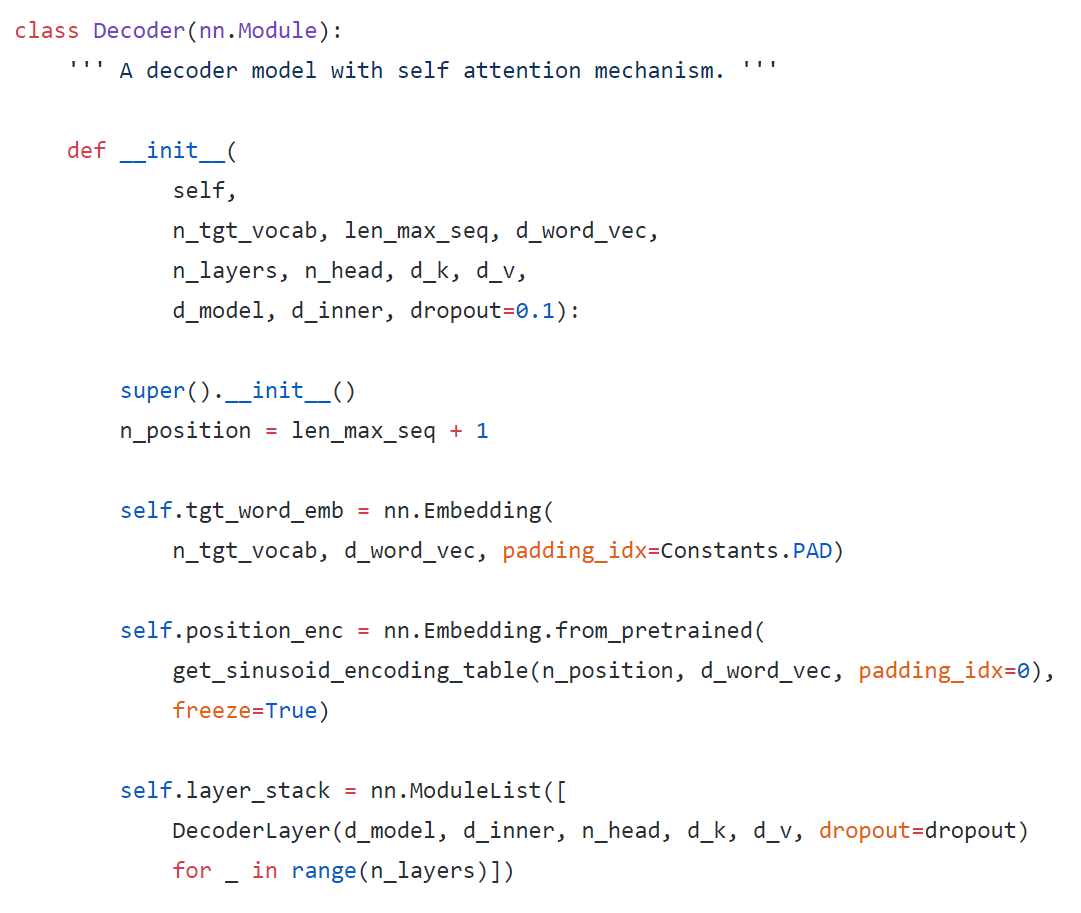 class Decoder(nn.Module):
    ''' A decoder model with self attention mechanism. '''
    def __init__(
            self,
            n_tgt_vocab, len_max_seq, d_word_vec,
            n_layers, n_head, d_k, d_v,
            d_model, d_inner, dropout=0.1):
        super().__init__()
        n_position = len_max_seq + 1
        self.tgt_word_emb = nn.Embedding(
            n_tgt_vocab, d_word_vec, padding_idx=Constants.PAD)
        self.position_enc = nn.Embedding.from_pretrained(
            get_sinusoid_encoding_table(n_position, d_word_vec, padding_idx=0),
            freeze=True)
        self.layer_stack = nn.ModuleList([
            DecoderLayer(d_model, d_inner, n_head, d_k, d_v, dropout=dropout)
            for _ in range(n_layers)])